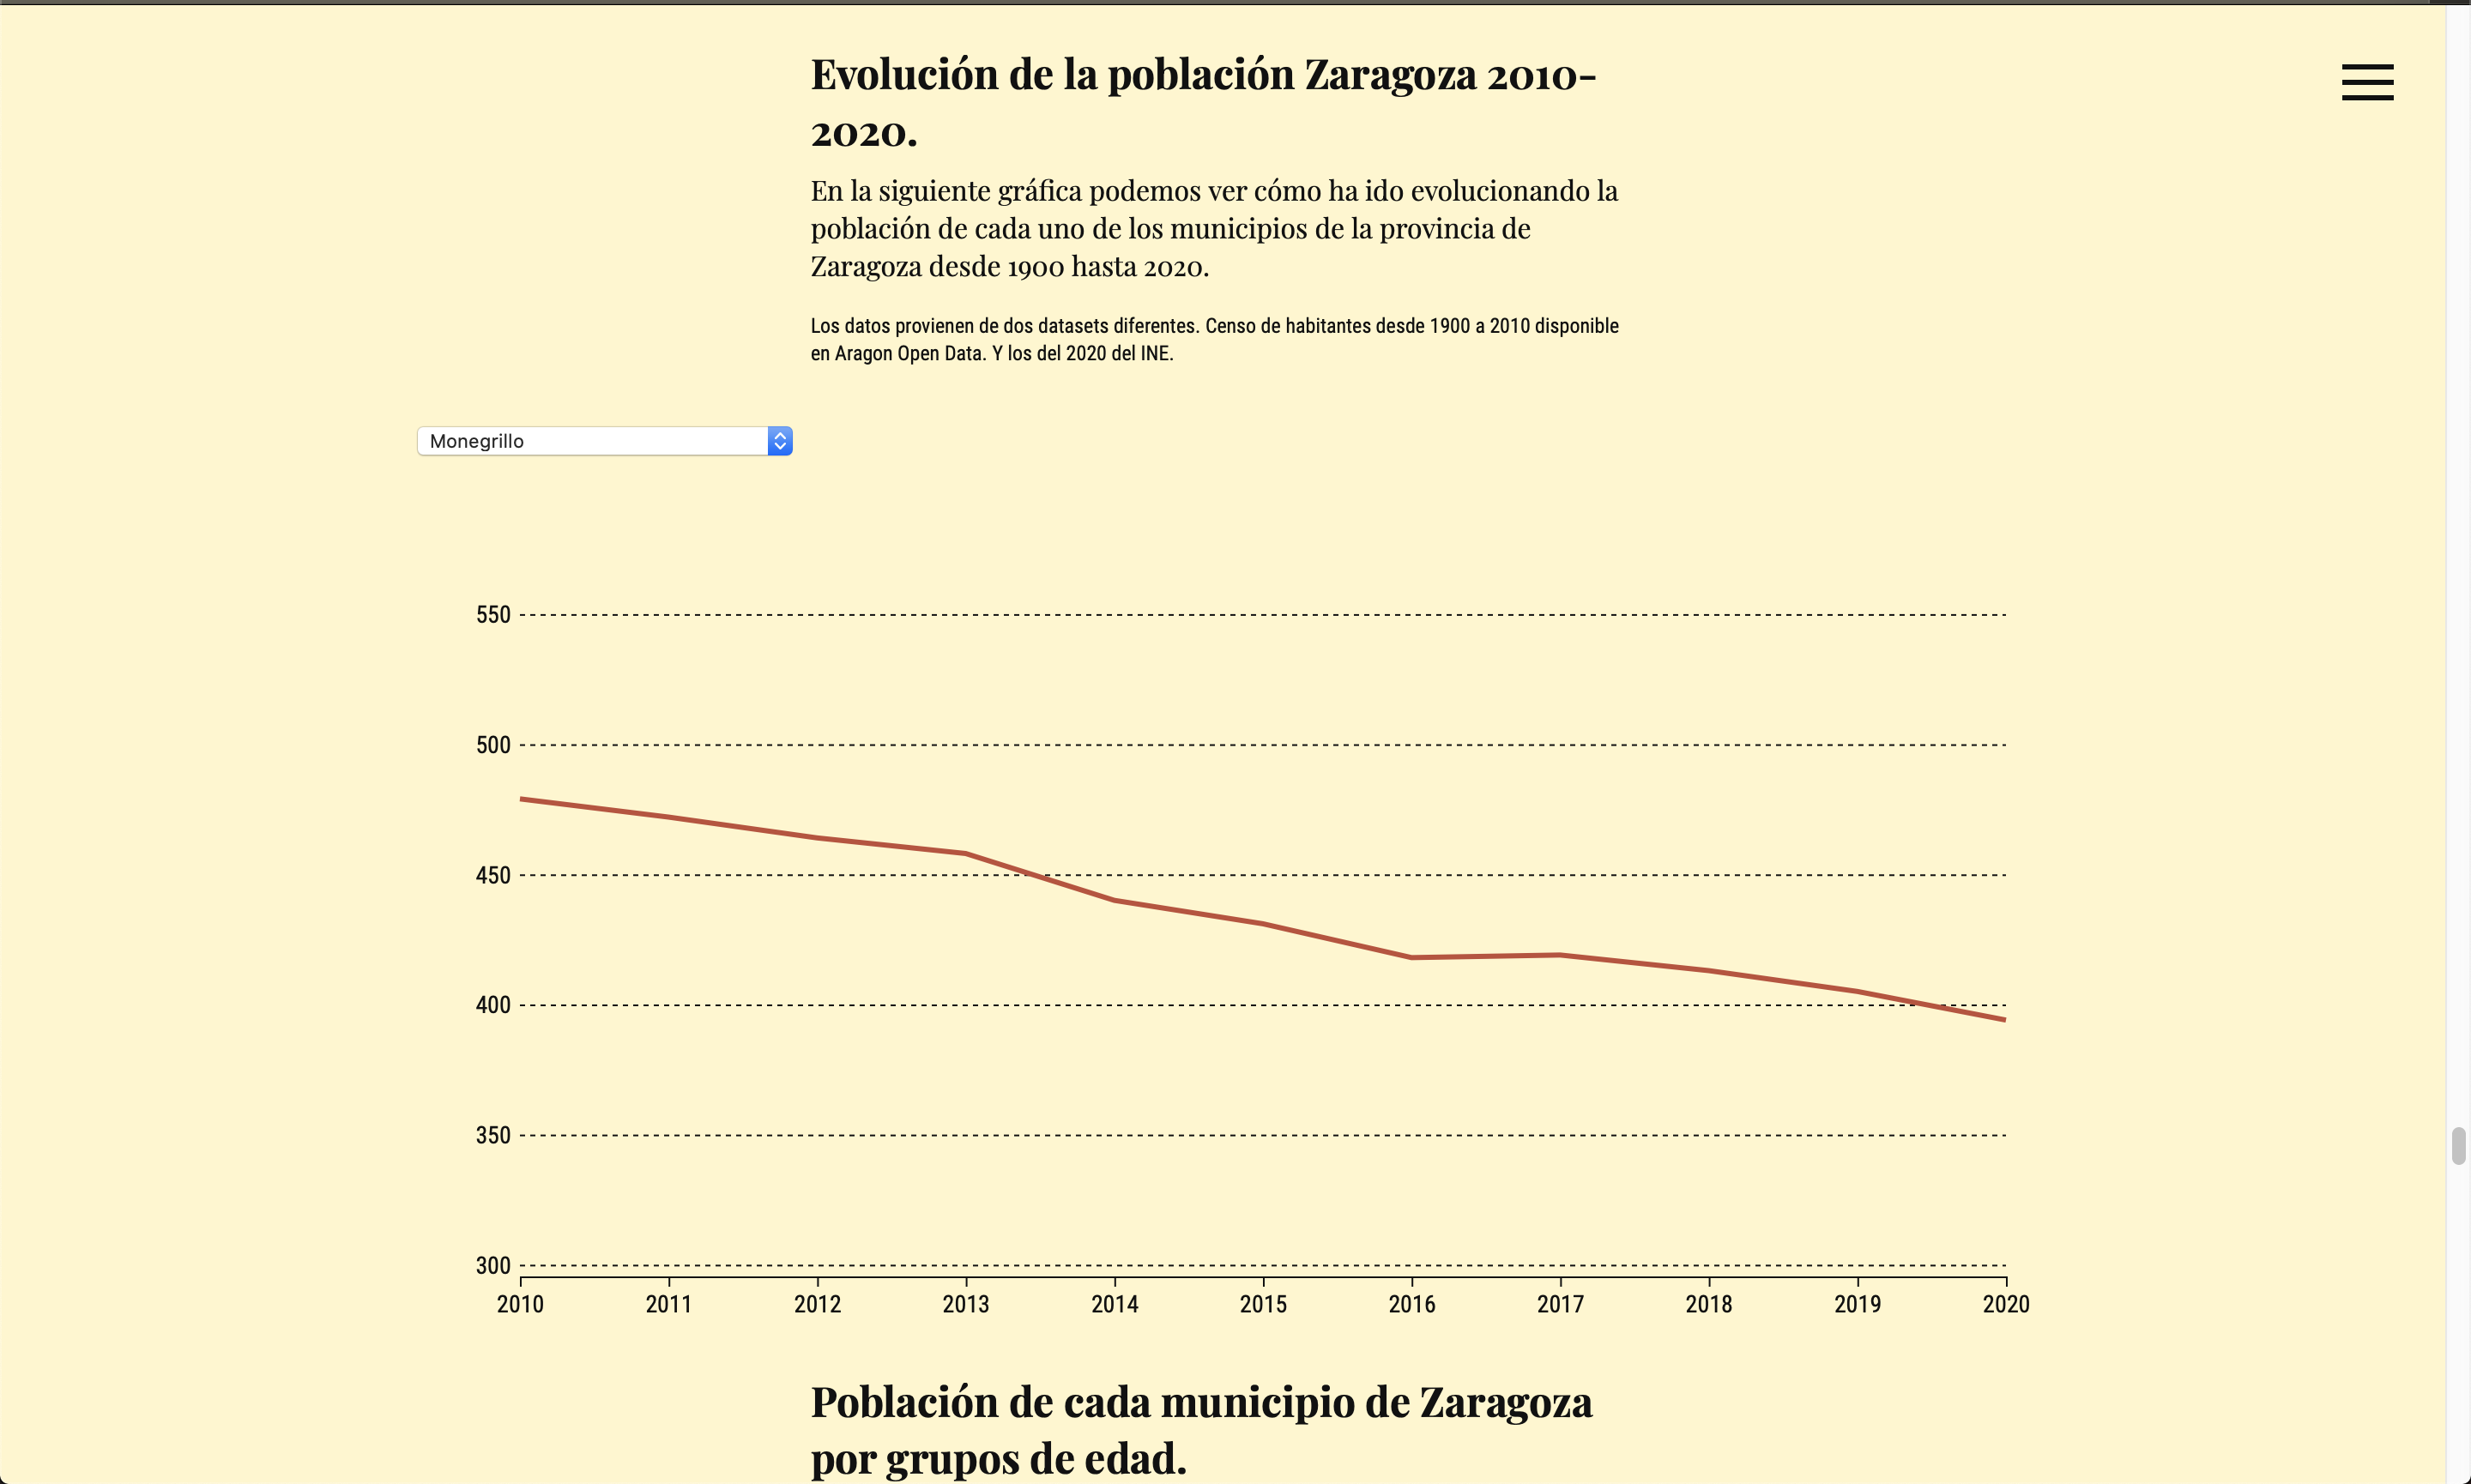 Evolución de la población Zaragoza 2010-
2020.
En la siguiente gráfica podemos ver cómo ha ido evolucionando la
población de cada uno de los municipios de la provincia de
Zaragoza desde 1900 hasta 2020.
Los datos provienen de dos datasets diferentes. Censo de habitantes desde 1900 a 2010 disponible
en Aragon Open Data. Y los del 2020 del INE.
Monegrillo
550
500
450
400
350
300
2010 2011 2012 2013 2014 2015 2016 2017 2018 2019 2020
Población de cada municipio de Zaragoza
por grupos de edad.